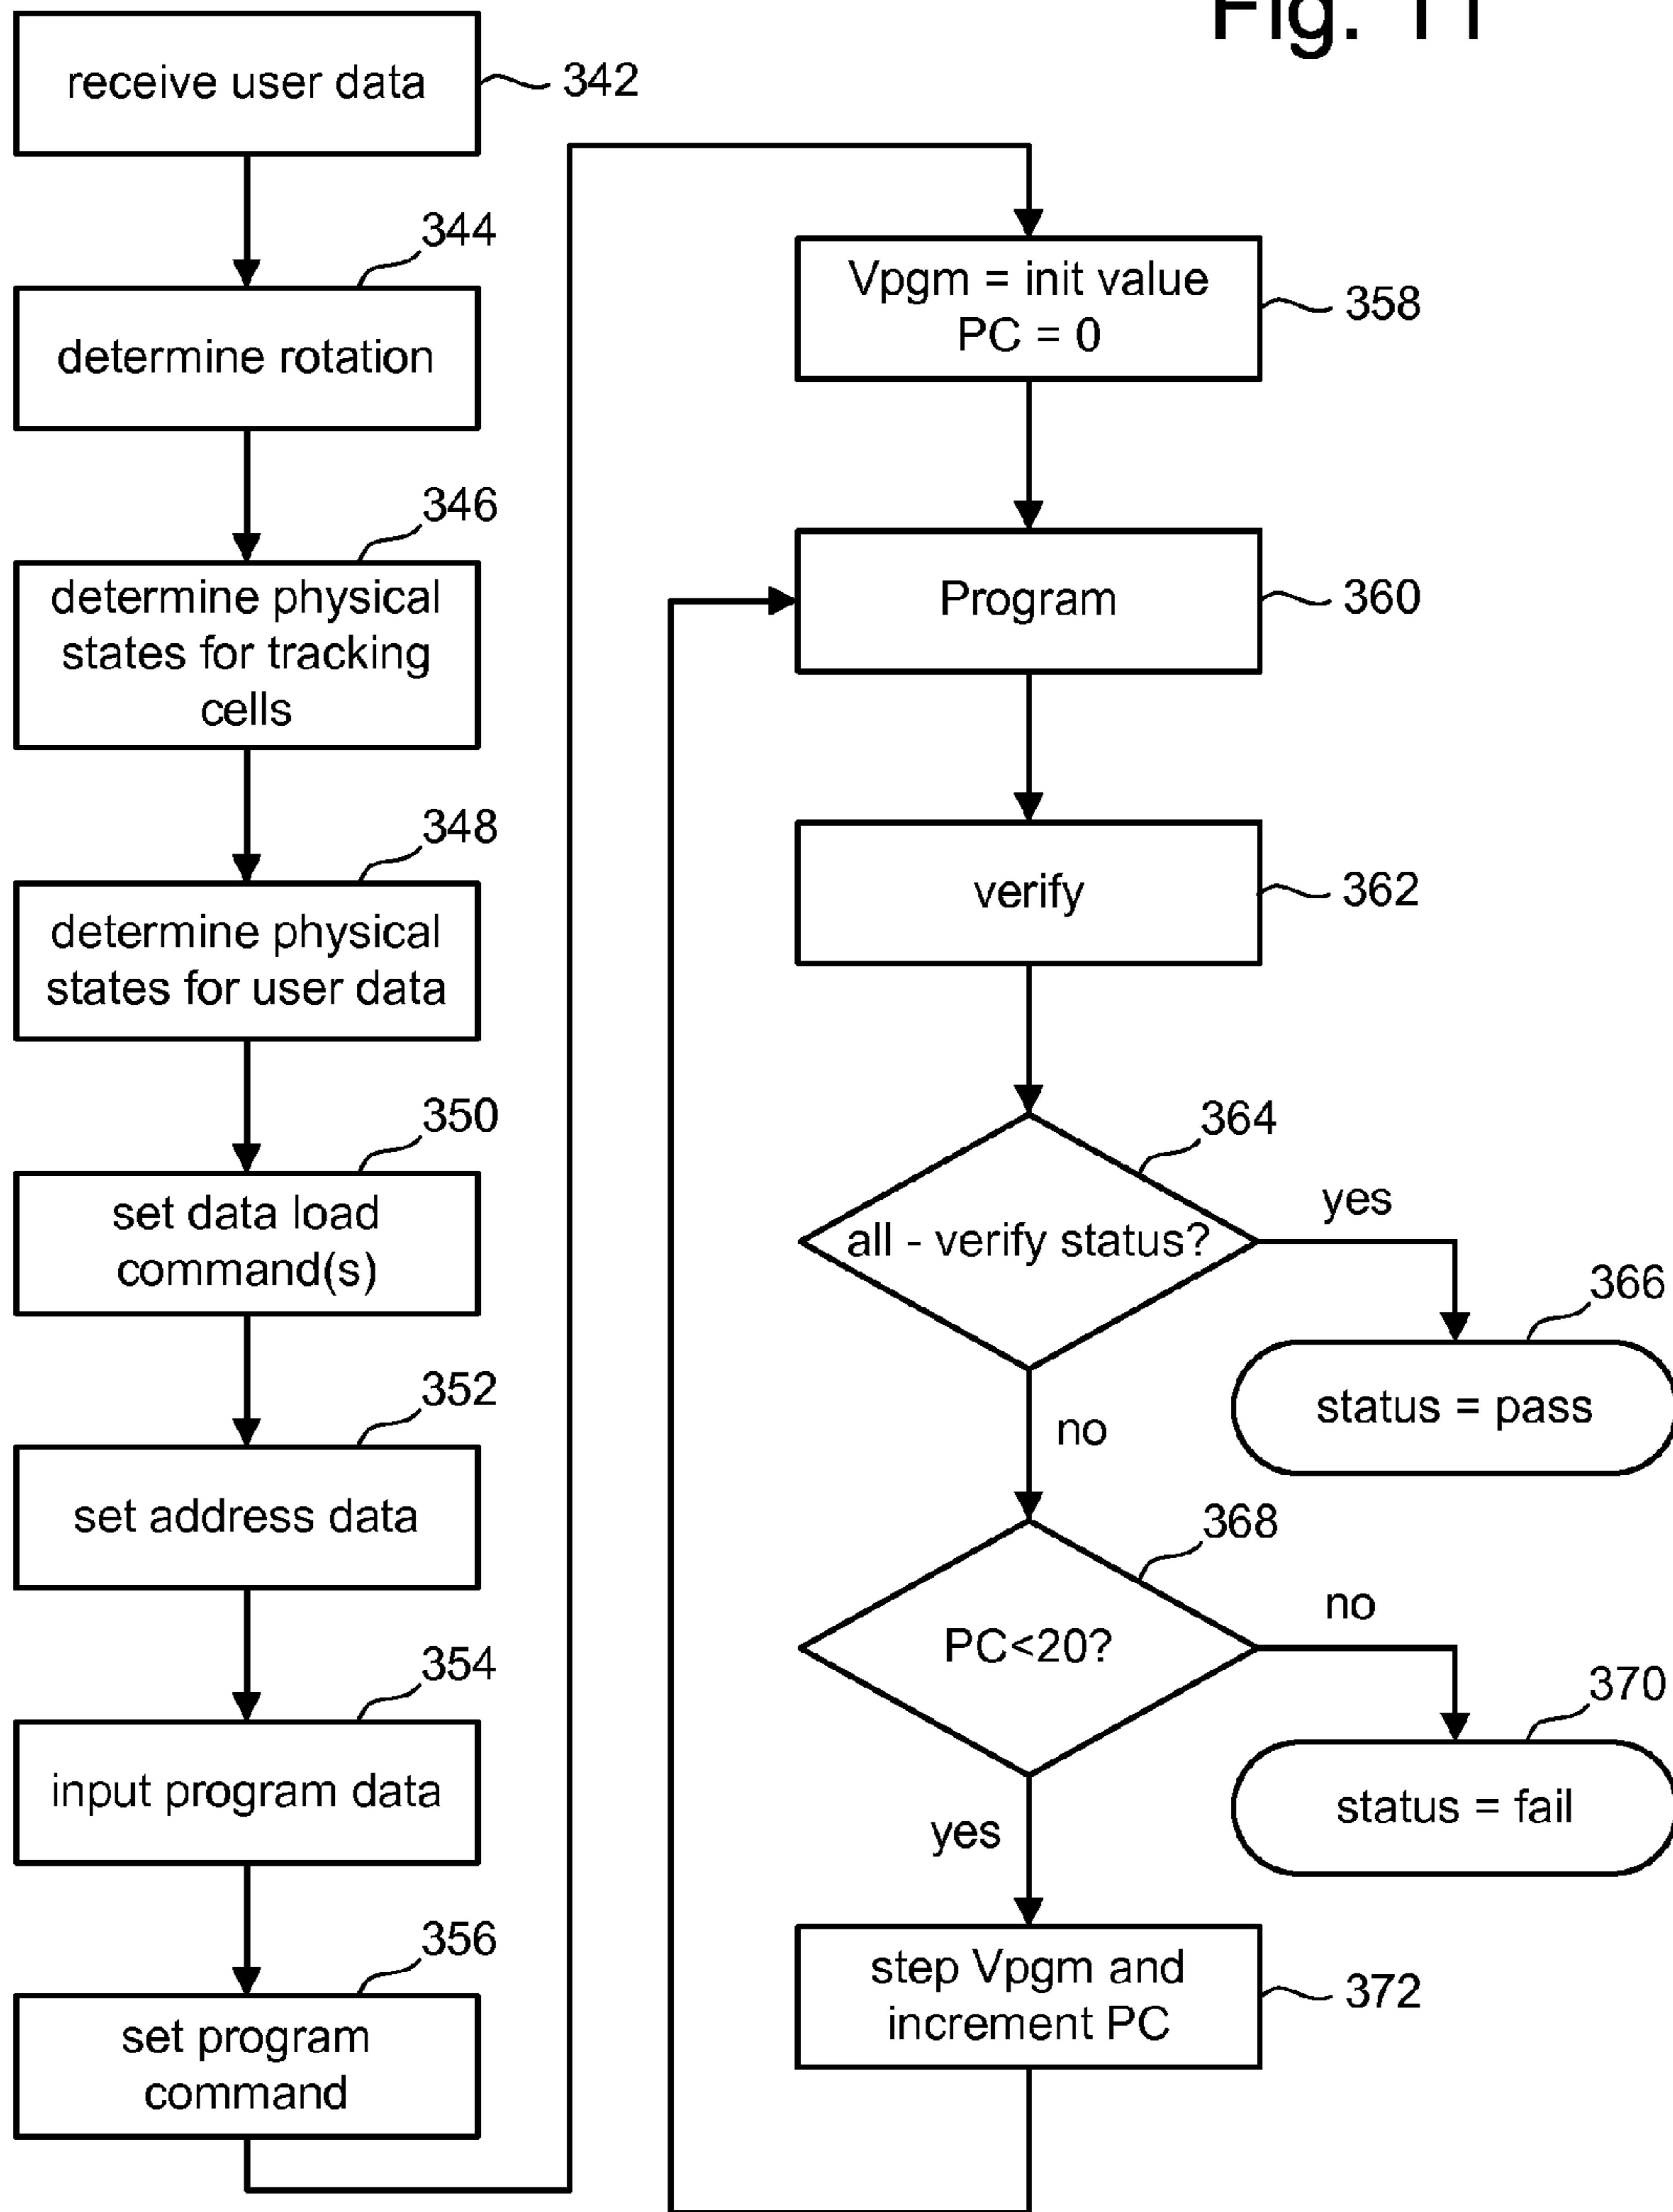 Fig. 11
receive user data
342
344
determine rotation
346
determine physical
states for tracking
cells
348
determine physical
states for user data
350
set data load
command(s)
352
set address data
354
input program data
356
set program
command
Vpgm = init value
PC = 0
358
Program
360
verify
362
364
all - verify status?
yes
366
status = pass
no
368
PC<20?
no
370
status = fail
yes
step Vpgm and
increment PC
372